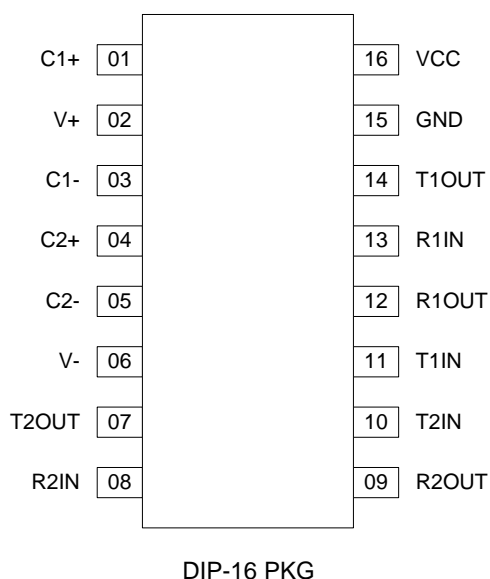 C1+ 01 16 VCC
V+ 02 15 GND
C1- 03 14 T1OUT
C2+ 04 13 R1IN
C2- 05 12 R1OUT
V- 06 11 T1IN
T2OUT 07 10 T2IN
R2IN 08 09 R2OUT
DIP-16 PKG